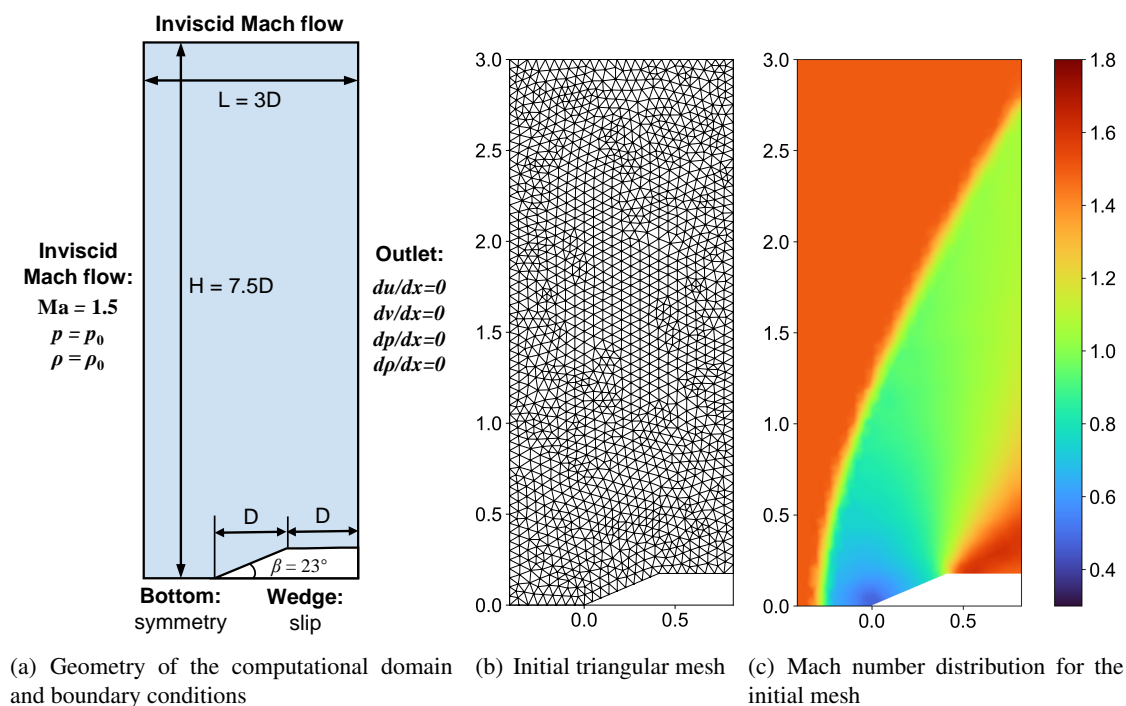 Inviscid Mach flow
L = 3D
Inviscid
Mach flow:
Ma = 1.5
p = p₀
ρ = ρ₀
H = 7.5D
Outlet:
du/dx=0
dv/dx=0
dp/dx=0
dρ/dx=0
D D
β = 23°
Bottom:
symmetry
Wedge:
slip
3.0
2.5
2.0
1.5
1.0
0.5
0.0
0.0 0.5
3.0
2.5
2.0
1.5
1.0
0.5
0.0
0.0 0.5
1.8
1.6
1.4
1.2
1.0
0.8
0.6
0.4
(a) Geometry of the computational domain
and boundary conditions
(b) Initial triangular mesh
(c) Mach number distribution for the
initial mesh